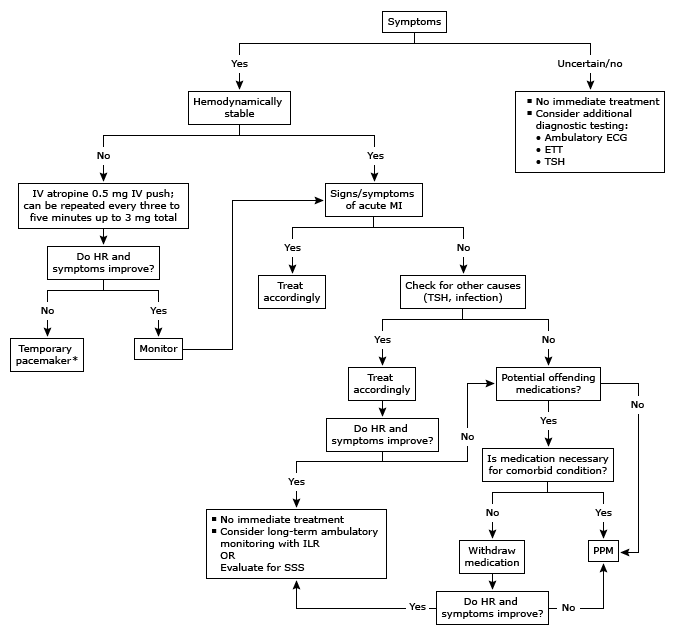 Symptoms
Yes
Uncertain/no
Hemodynamically
stable
▪ No immediate treatment
▪ Consider additional
diagnostic testing:
• Ambulatory ECG
• ETT
• TSH
No
Yes
IV atropine 0.5 mg IV push;
can be repeated every three to
five minutes up to 3 mg total
Signs/symptoms
of acute MI
Do HR and
symptoms improve?
Yes
No
Treat
accordingly
Check for other causes
(TSH, infection)
No
Yes
Temporary
pacemaker*
Monitor
Yes
No
Treat
accordingly
Potential offending
medications?
No
Do HR and
symptoms improve?
No
Yes
Is medication necessary
for comorbid condition?
Yes
▪ No immediate treatment
▪ Consider long-term ambulatory
monitoring with ILR
OR
Evaluate for SSS
No
Yes
Withdraw
medication
PPM
Yes
Do HR and
symptoms improve?
No